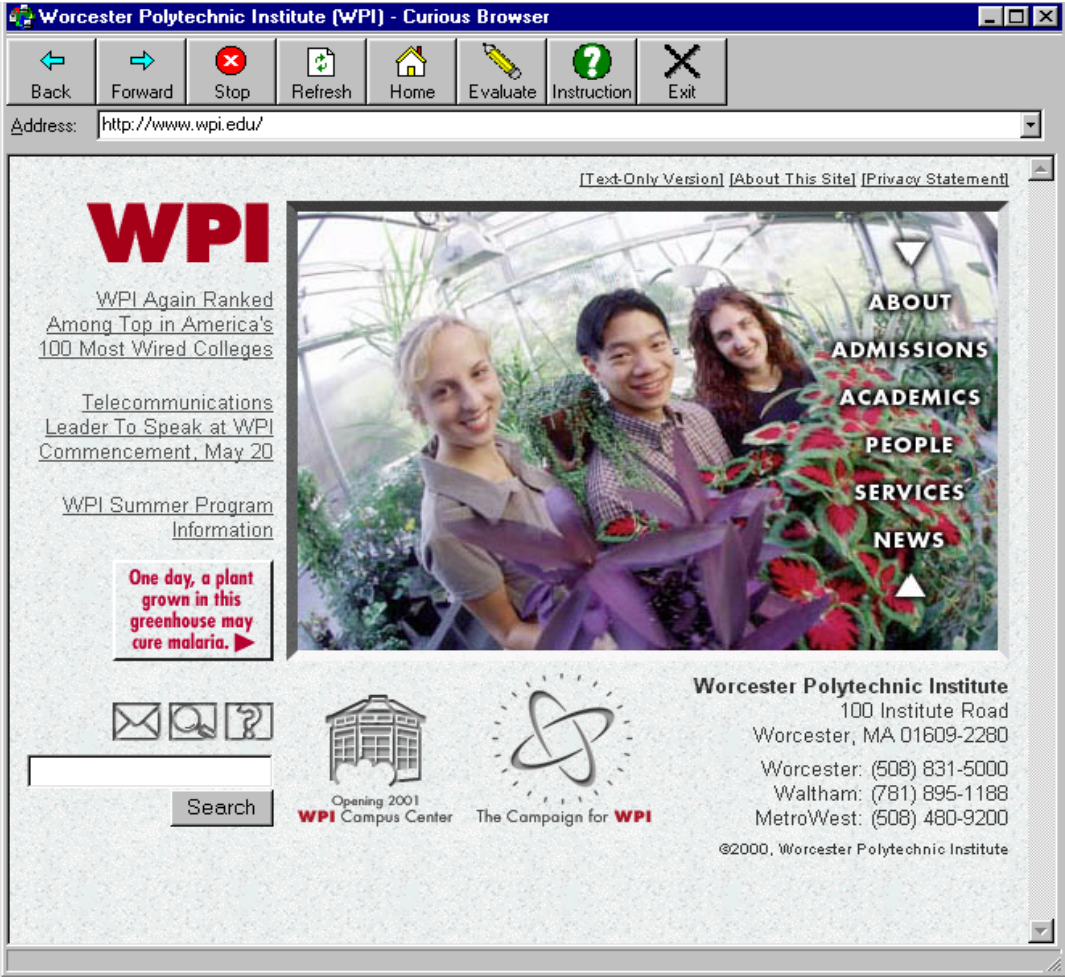 Worcester Polytechnic Institute (WPI) - Curious Browser
Back Forward Stop Refresh Home Evaluate Instruction Exit
Address: http://www.wpi.edu/
[Text-Only Version] [About This Site] [Privacy Statement]
WPI
WPI Again Ranked
Among Top in America's
100 Most Wired Colleges
Telecommunications
Leader To Speak at WPI
Commencement, May 20
WPI Summer Program
Information
One day, a plant
grown in this
greenhouse may
cure malaria.
ABOUT
ADMISSIONS
ACADEMICS
PEOPLE
SERVICES
NEWS
Search
Opening 2001
WPI Campus Center
The Campaign for WPI
Worcester Polytechnic Institute
100 Institute Road
Worcester, MA 01609-2280
Worcester: (508) 831-5000
Waltham: (781) 895-1188
MetroWest: (508) 480-9200
©2000, Worcester Polytechnic Institute